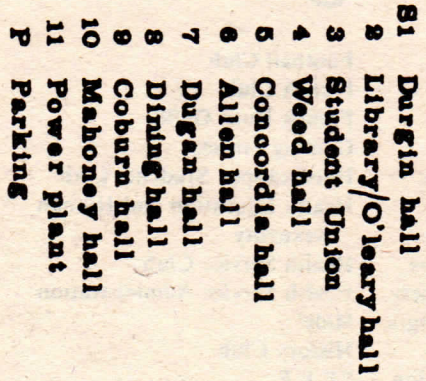 S1 Durgin hall
2 Library/O'leary hall
3 Student Union
4 Weed hall
5 Concordia hall
6 Allen hall
7 Dugan hall
8 Dining hall
9 Coburn hall
10 Mahoney hall
11 Power plant
P Parking